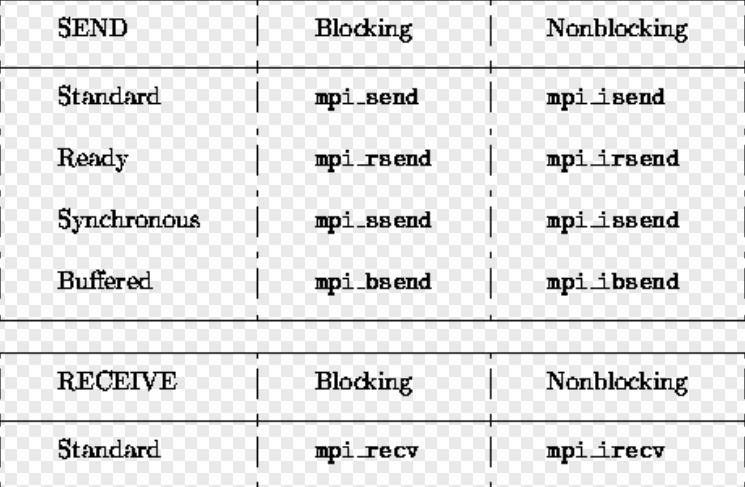 SEND Blocking Nonblocking
Standard mpi_send mpi_isend
Ready mpi_rsend mpi_irsend
Synchronous mpi_ssend mpi_issend
Buffered mpi_bsend mpi_ibsend
RECEIVE Blocking Nonblocking
Standard mpi_recv mpi_irecv